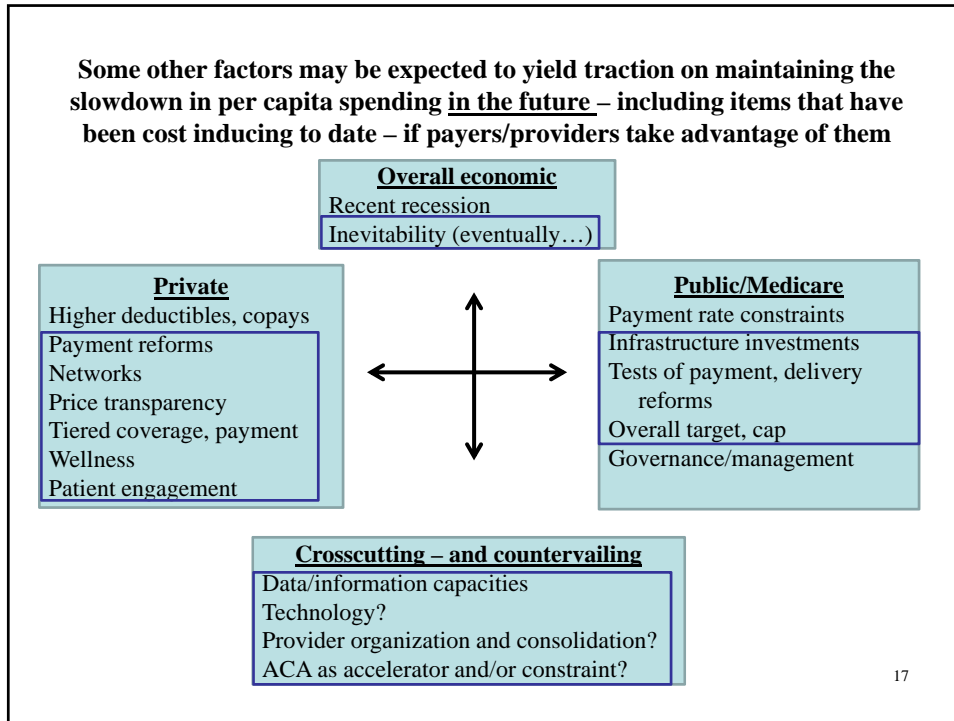 Some other factors may be expected to yield traction on maintaining the
slowdown in per capita spending in the future – including items that have
been cost inducing to date – if payers/providers take advantage of them
Overall economic
Recent recession
Inevitability (eventually…)
Private
Higher deductibles, copays
Payment reforms
Networks
Price transparency
Tiered coverage, payment
Wellness
Patient engagement
Public/Medicare
Payment rate constraints
Infrastructure investments
Tests of payment, delivery
reforms
Overall target, cap
Governance/management
Crosscutting – and countervailing
Data/information capacities
Technology?
Provider organization and consolidation?
ACA as accelerator and/or constraint?
17